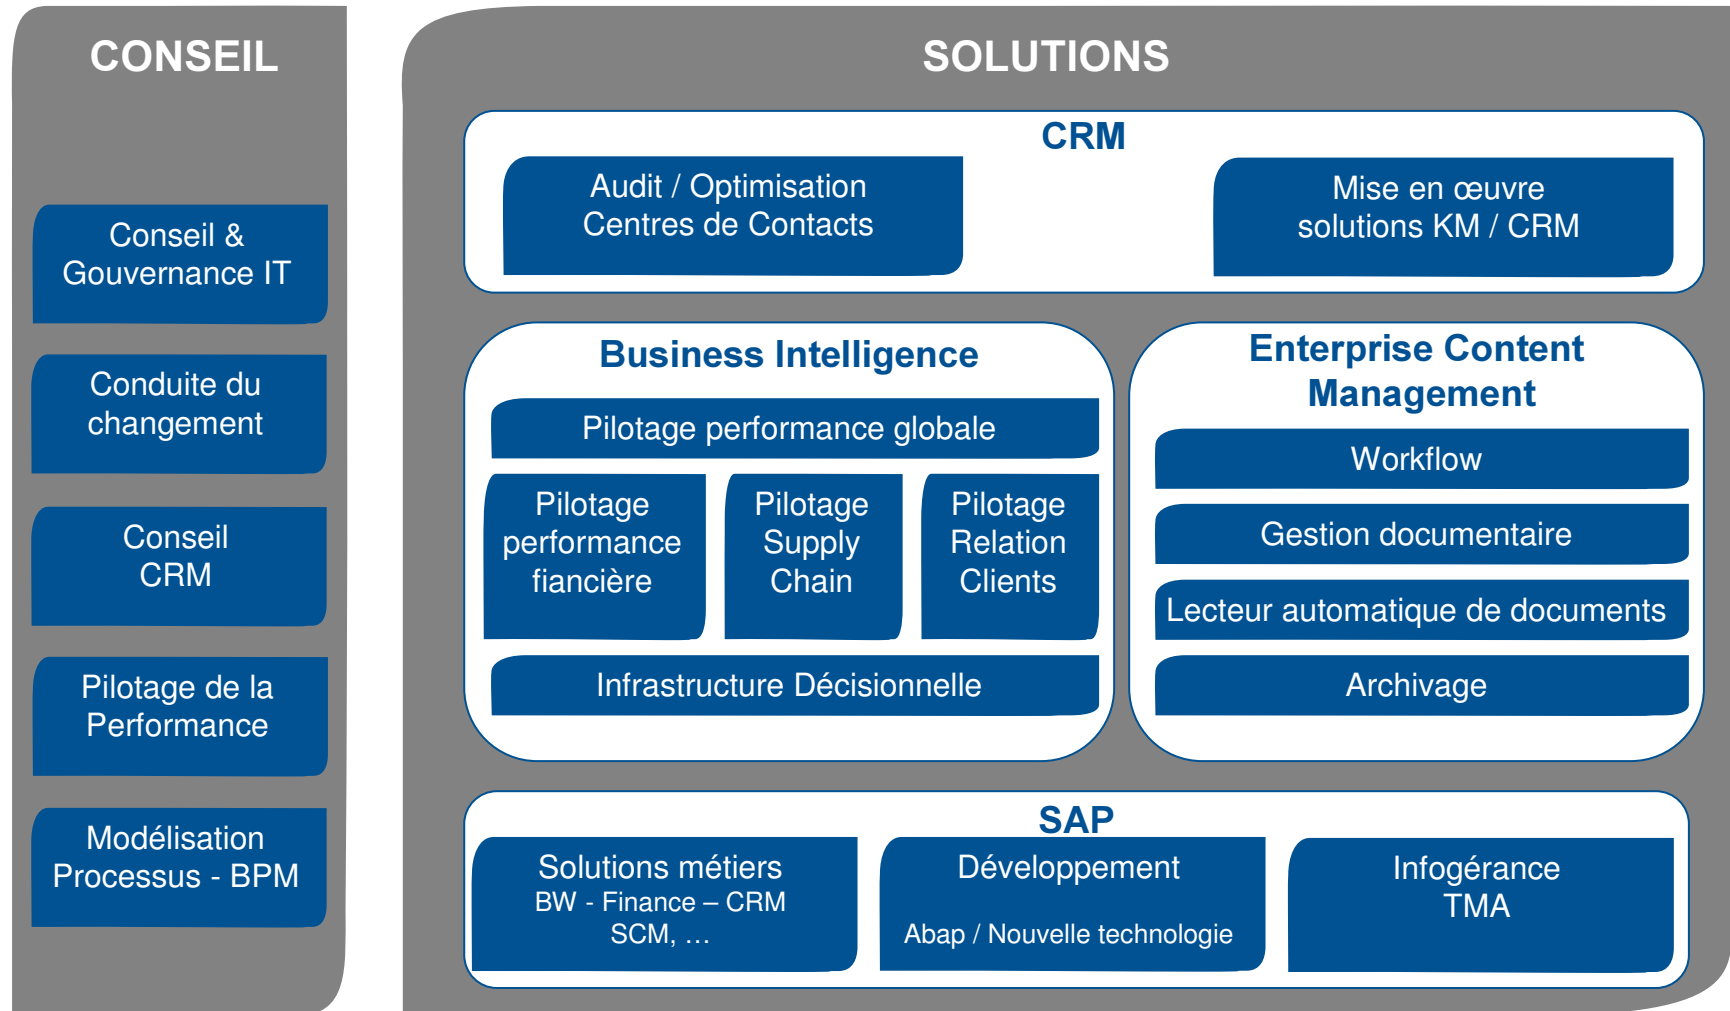 CONSEIL
Conseil &
Gouvernance IT
Conduite du
changement
Conseil
CRM
Pilotage de la
Performance
Modélisation
Processus - BPM
SOLUTIONS
CRM
Audit / Optimisation
Centres de Contacts
Mise en œuvre
solutions KM / CRM
Business Intelligence
Pilotage performance globale
Pilotage
performance
fiancière
Pilotage
Supply
Chain
Pilotage
Relation
Clients
Infrastructure Décisionnelle
Enterprise Content
Management
Workflow
Gestion documentaire
Lecteur automatique de documents
Archivage
SAP
Solutions métiers
BW - Finance – CRM
SCM, …
Développement
Abap / Nouvelle technologie
Infogérance
TMA